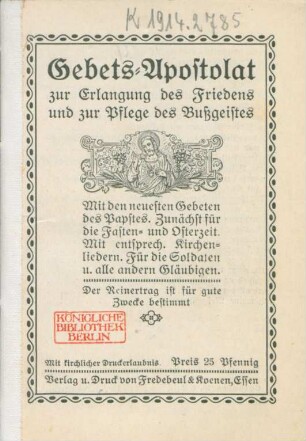 K 1914.2785
Gebets-Apostolat
zur Erlangung des Friedens
und zur Pflege des Bußgeistes
Mit den neuesten Gebeten
des Papstes. Zunächst für
die Fasten- und Osterzeit.
Mit entsprech. Kirchen-
liedern. Für die Soldaten
u. alle andern Gläubigen.
Der Reinertrag ist für gute
Zwecke bestimmt
KÖNIGLICHE
BIBLIOTHEK
BERLIN
Mit kirchlicher Druckerlaubnis. Preis 25 Pfennig
Verlag u. Druck von Fredebeul & Koenen, Essen